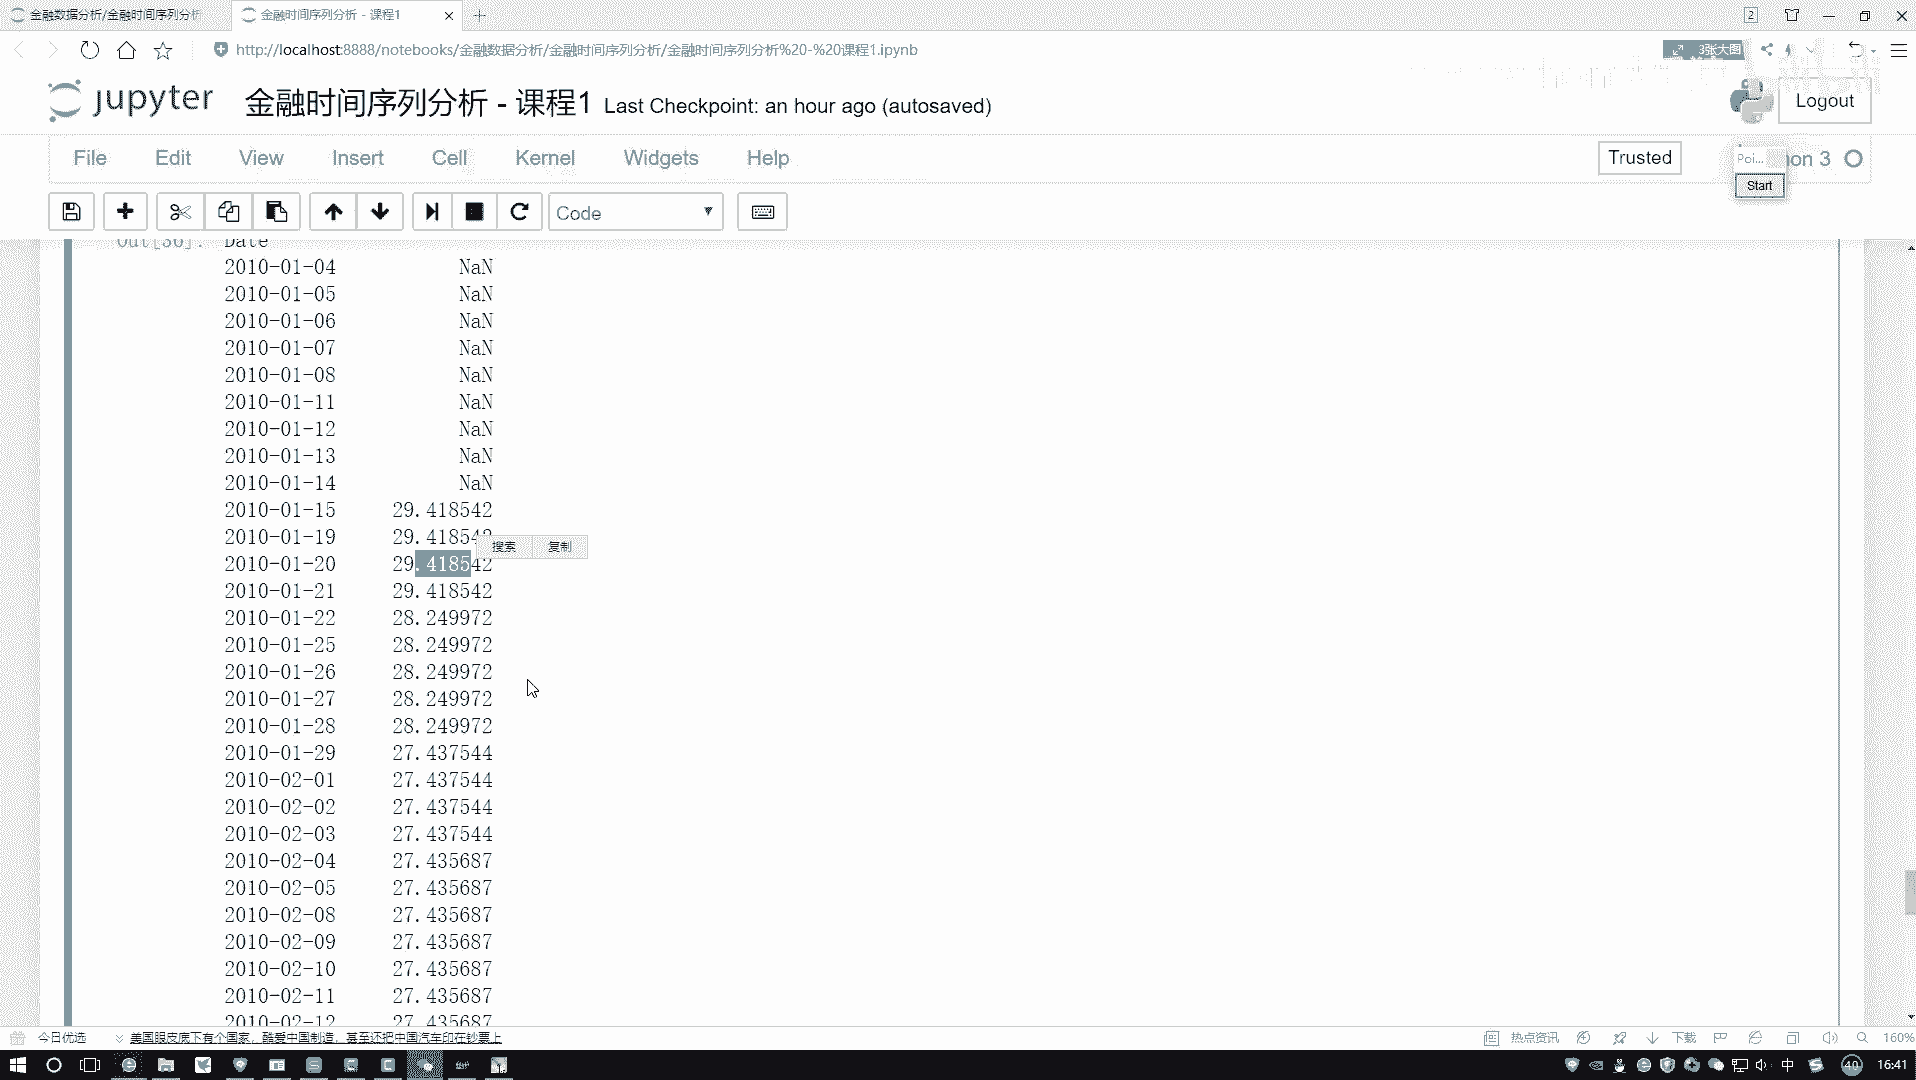 金融数据分析/金融时间序列分析
金融时间序列分析 - 课程1
2
http://localhost:8888/notebooks/金融数据分析/金融时间序列分析/金融时间序列分析%20-%20课程1.ipynb
3张大图
jupyter 金融时间序列分析 - 课程1 Last Checkpoint: an hour ago (autosaved)
Logout
File Edit View Insert Cell Kernel Widgets Help
Trusted
Poi... hon 3
Start
Code
Out[30]: Date
2010-01-04 NaN
2010-01-05 NaN
2010-01-06 NaN
2010-01-07 NaN
2010-01-08 NaN
2010-01-11 NaN
2010-01-12 NaN
2010-01-13 NaN
2010-01-14 NaN
2010-01-15 29.418542
2010-01-19 29.418542
搜索 复制
2010-01-20 29.418542
2010-01-21 29.418542
2010-01-22 28.249972
2010-01-25 28.249972
2010-01-26 28.249972
2010-01-27 28.249972
2010-01-28 28.249972
2010-01-29 27.437544
2010-02-01 27.437544
2010-02-02 27.437544
2010-02-03 27.437544
2010-02-04 27.435687
2010-02-05 27.435687
2010-02-08 27.435687
2010-02-09 27.435687
2010-02-10 27.435687
2010-02-11 27.435687
2010-02-12 27.435687
今日优选
美国眼皮底下有个国家，酷爱中国制造，甚至还把中国汽车印在钞票上
热点资讯
下载
160%
中
40
16:41